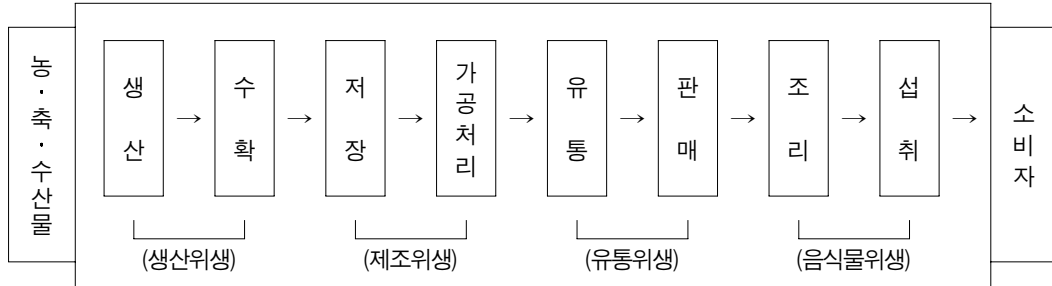 농·축·수산물
생산 → 수확 → 저장 → 가공처리 → 유통 → 판매 → 조리 → 섭취 →
소비자
(생산위생) (제조위생) (유통위생) (음식물위생)